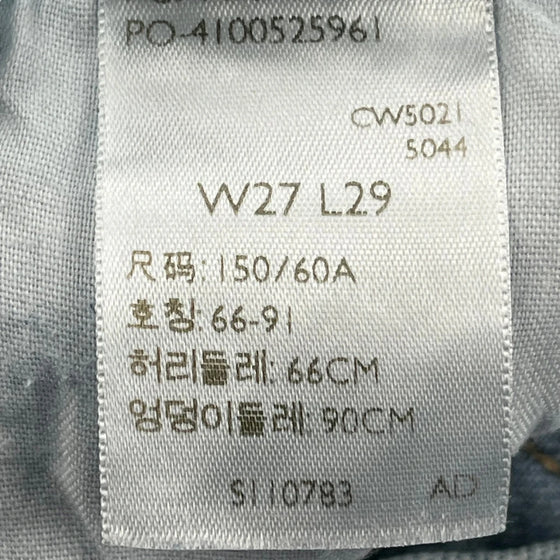 PO-4100525961
CW5021
5044
W27 L29
尺码: 150/60A
호칭: 66-91
허리둘레: 66CM
엉덩이둘레: 90CM
S110783 AD